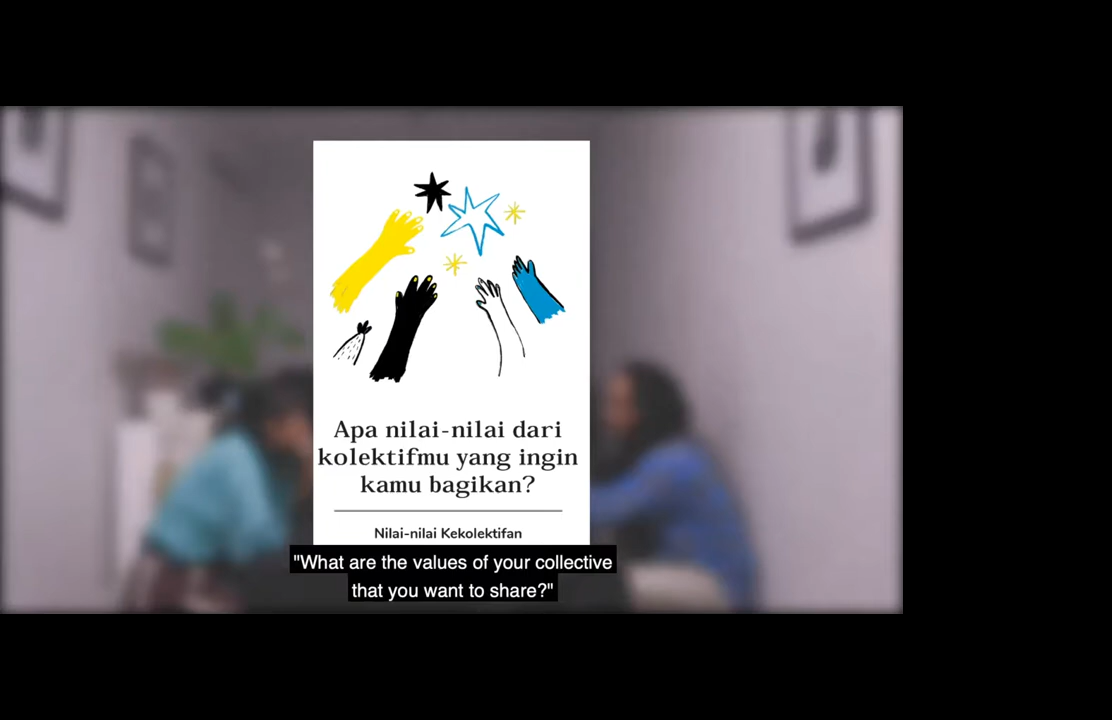 Apa nilai-nilai dari
kolektifmu yang ingin
kamu bagikan?
Nilai-nilai Kekolektifan
"What are the values of your collective
that you want to share?"